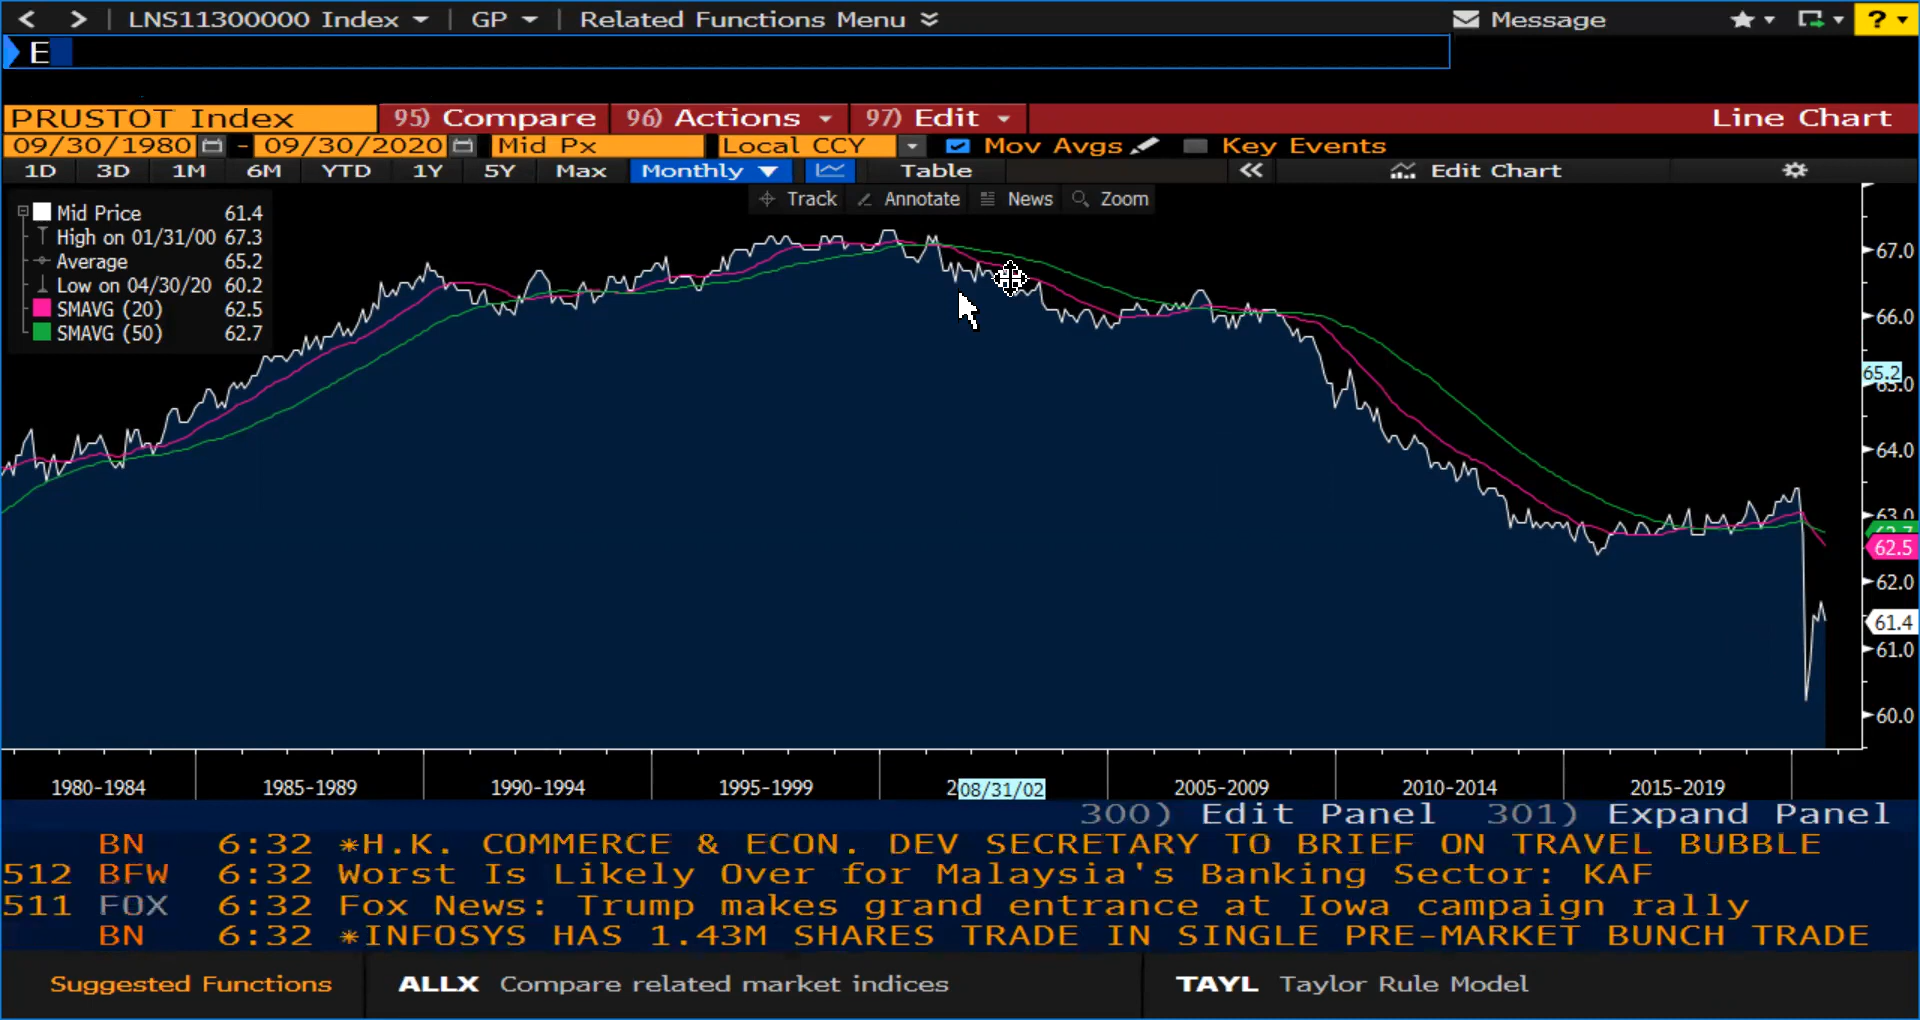 LNS11300000 Index GP Related Functions Menu Message ?
E
PRUSTOT Index 95) Compare 96) Actions 97) Edit Line Chart
09/30/1980 - 09/30/2020 Mid Px Local CCY Mov Avgs Key Events
1D 3D 1M 6M YTD 1Y 5Y Max Monthly Table Edit Chart
Track Annotate News Zoom
Mid Price 61.4
High on 01/31/00 67.3
Average 65.2
Low on 04/30/20 60.2
SMAVG (20) 62.5
SMAVG (50) 62.7
67.0
66.0
65.2
65.0
64.0
63.0
62.7
62.5
62.0
61.4
61.0
60.0
1980-1984 1985-1989 1990-1994 1995-1999 2 08/31/02 2005-2009 2010-2014 2015-2019
300) Edit Panel 301) Expand Panel
BN 6:32 *H.K. COMMERCE & ECON. DEV SECRETARY TO BRIEF ON TRAVEL BUBBLE
512 BFW 6:32 Worst Is Likely Over for Malaysia's Banking Sector: KAF
511 FOX 6:32 Fox News: Trump makes grand entrance at Iowa campaign rally
BN 6:32 *INFOSYS HAS 1.43M SHARES TRADE IN SINGLE PRE-MARKET BUNCH TRADE
Suggested Functions ALLX Compare related market indices TAYL Taylor Rule Model